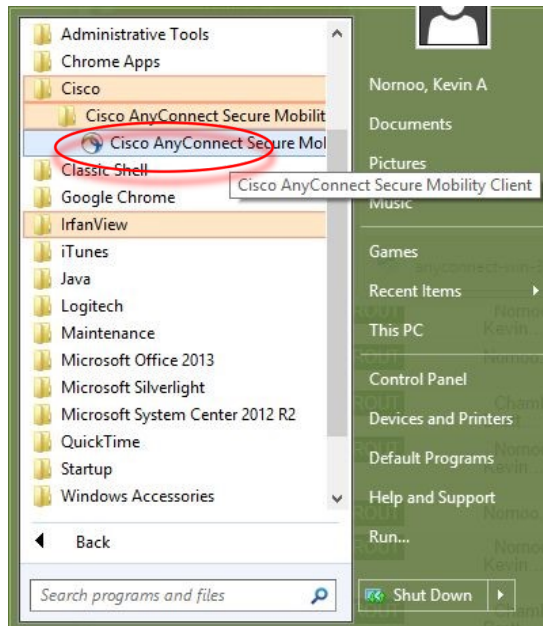 Administrative Tools
Chrome Apps
Cisco
Cisco AnyConnect Secure Mobilit
Cisco AnyConnect Secure Mol
Classic Shell
Google Chrome
IrfanView
iTunes
Java
Logitech
Maintenance
Microsoft Office 2013
Microsoft Silverlight
Microsoft System Center 2012 R2
QuickTime
Startup
Windows Accessories
Back
Search programs and files
Nornoo, Kevin A
Documents
Pictures
Cisco AnyConnect Secure Mobility Client
Music
Games
Recent Items
This PC
Control Panel
Devices and Printers
Default Programs
Help and Support
Run...
Shut Down